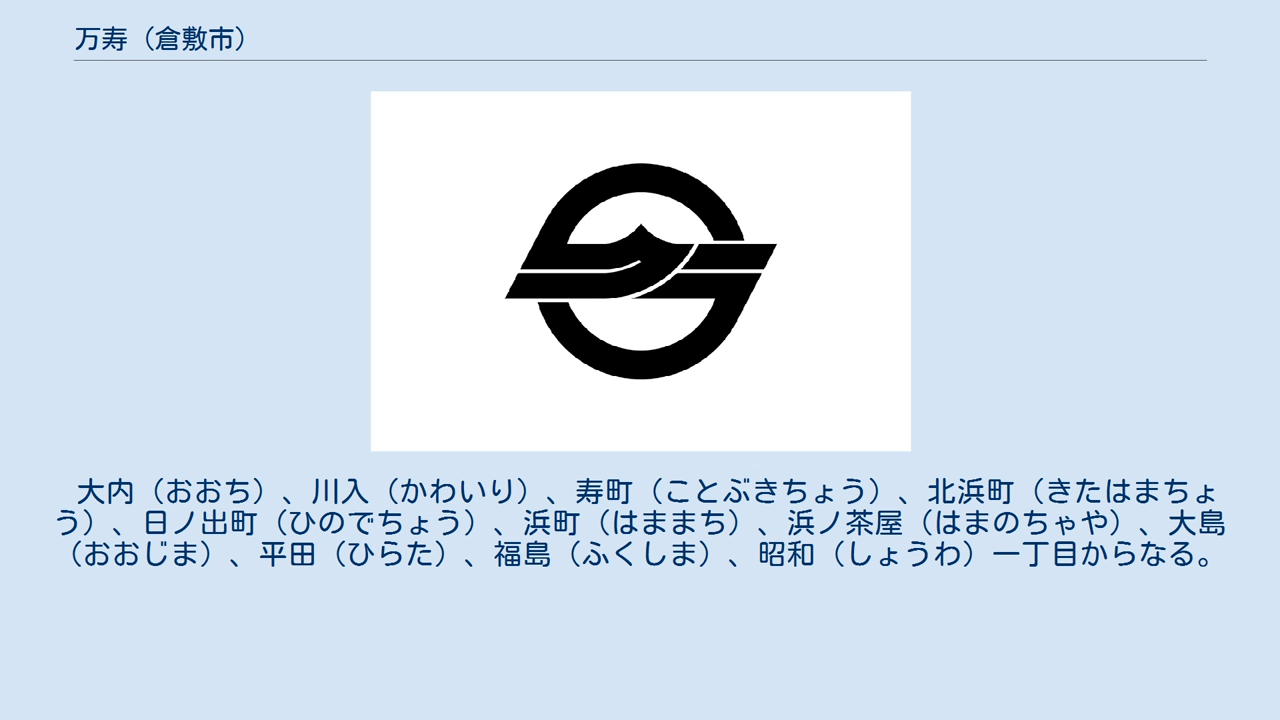 万寿（倉敷市）
大内（おおち）、川入（かわいり）、寿町（ことぶきちょう）、北浜町（きたはまちょ
う）、日ノ出町（ひのでちょう）、浜町（はままち）、浜ノ茶屋（はまのちゃや）、大島
（おおじま）、平田（ひらた）、福島（ふくしま）、昭和（しょうわ）一丁目からなる。